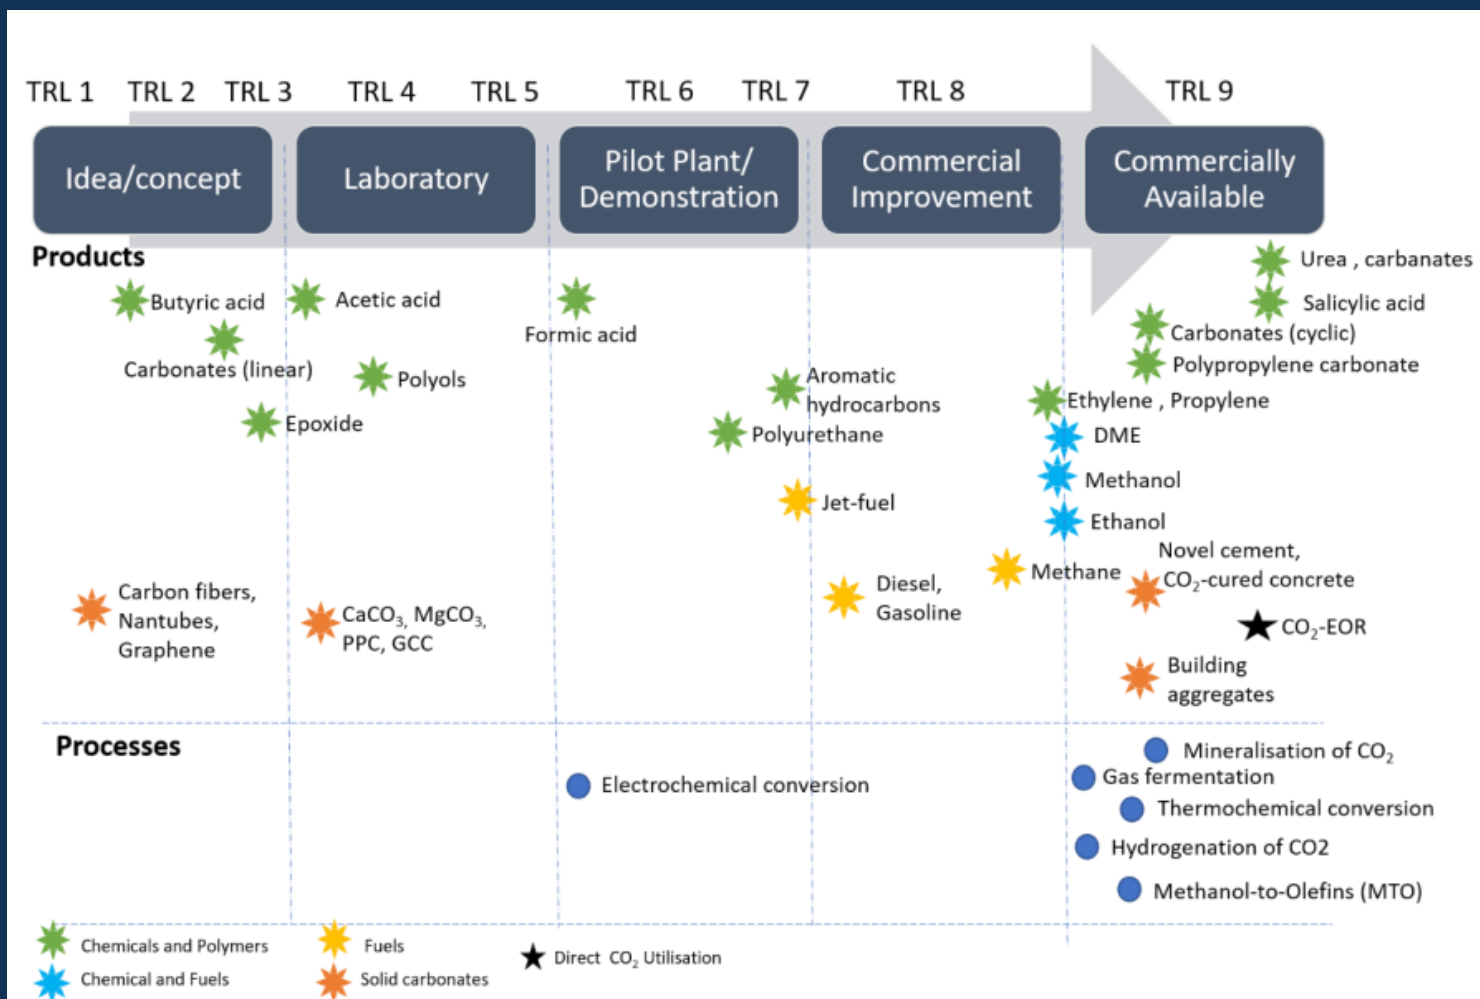 TRL 1 TRL 2 TRL 3 TRL 4 TRL 5 TRL 6 TRL 7 TRL 8 TRL 9
Idea/concept
Laboratory
Pilot Plant/
Demonstration
Commercial
Improvement
Commercially
Available
Products
Urea , carbanates
Butyric acid
Acetic acid
Salicylic acid
Formic acid
Carbonates (cyclic)
Carbonates (linear)
Polypropylene carbonate
Polyols
Aromatic
hydrocarbons
Ethylene , Propylene
Epoxide
Polyurethane
DME
Methanol
Jet-fuel
Ethanol
Novel cement,
CO₂-cured concrete
Methane
Diesel,
Gasoline
Carbon fibers,
Nantubes,
Graphene
CaCO₃, MgCO₃,
PPC, GCC
CO₂-EOR
Building
aggregates
Processes
Mineralisation of CO₂
Gas fermentation
Electrochemical conversion
Thermochemical conversion
Hydrogenation of CO2
Methanol-to-Olefins (MTO)
Chemicals and Polymers
Fuels
Direct CO₂ Utilisation
Chemical and Fuels
Solid carbonates